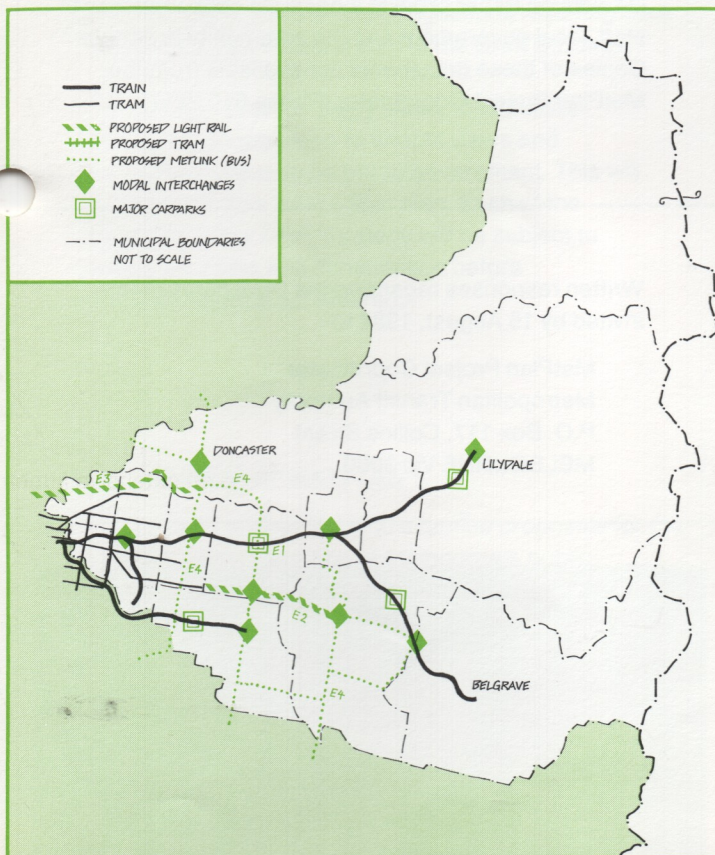 TRAIN
TRAM
PROPOSED LIGHT RAIL
PROPOSED TRAM
PROPOSED METLINK (BUS)
MODAL INTERCHANGES
MAJOR CARPARKS
MUNICIPAL BOUNDARIES
NOT TO SCALE
DONCASTER
LILYDALE
E3
E4
E1
E4
E2
E4
BELGRAVE